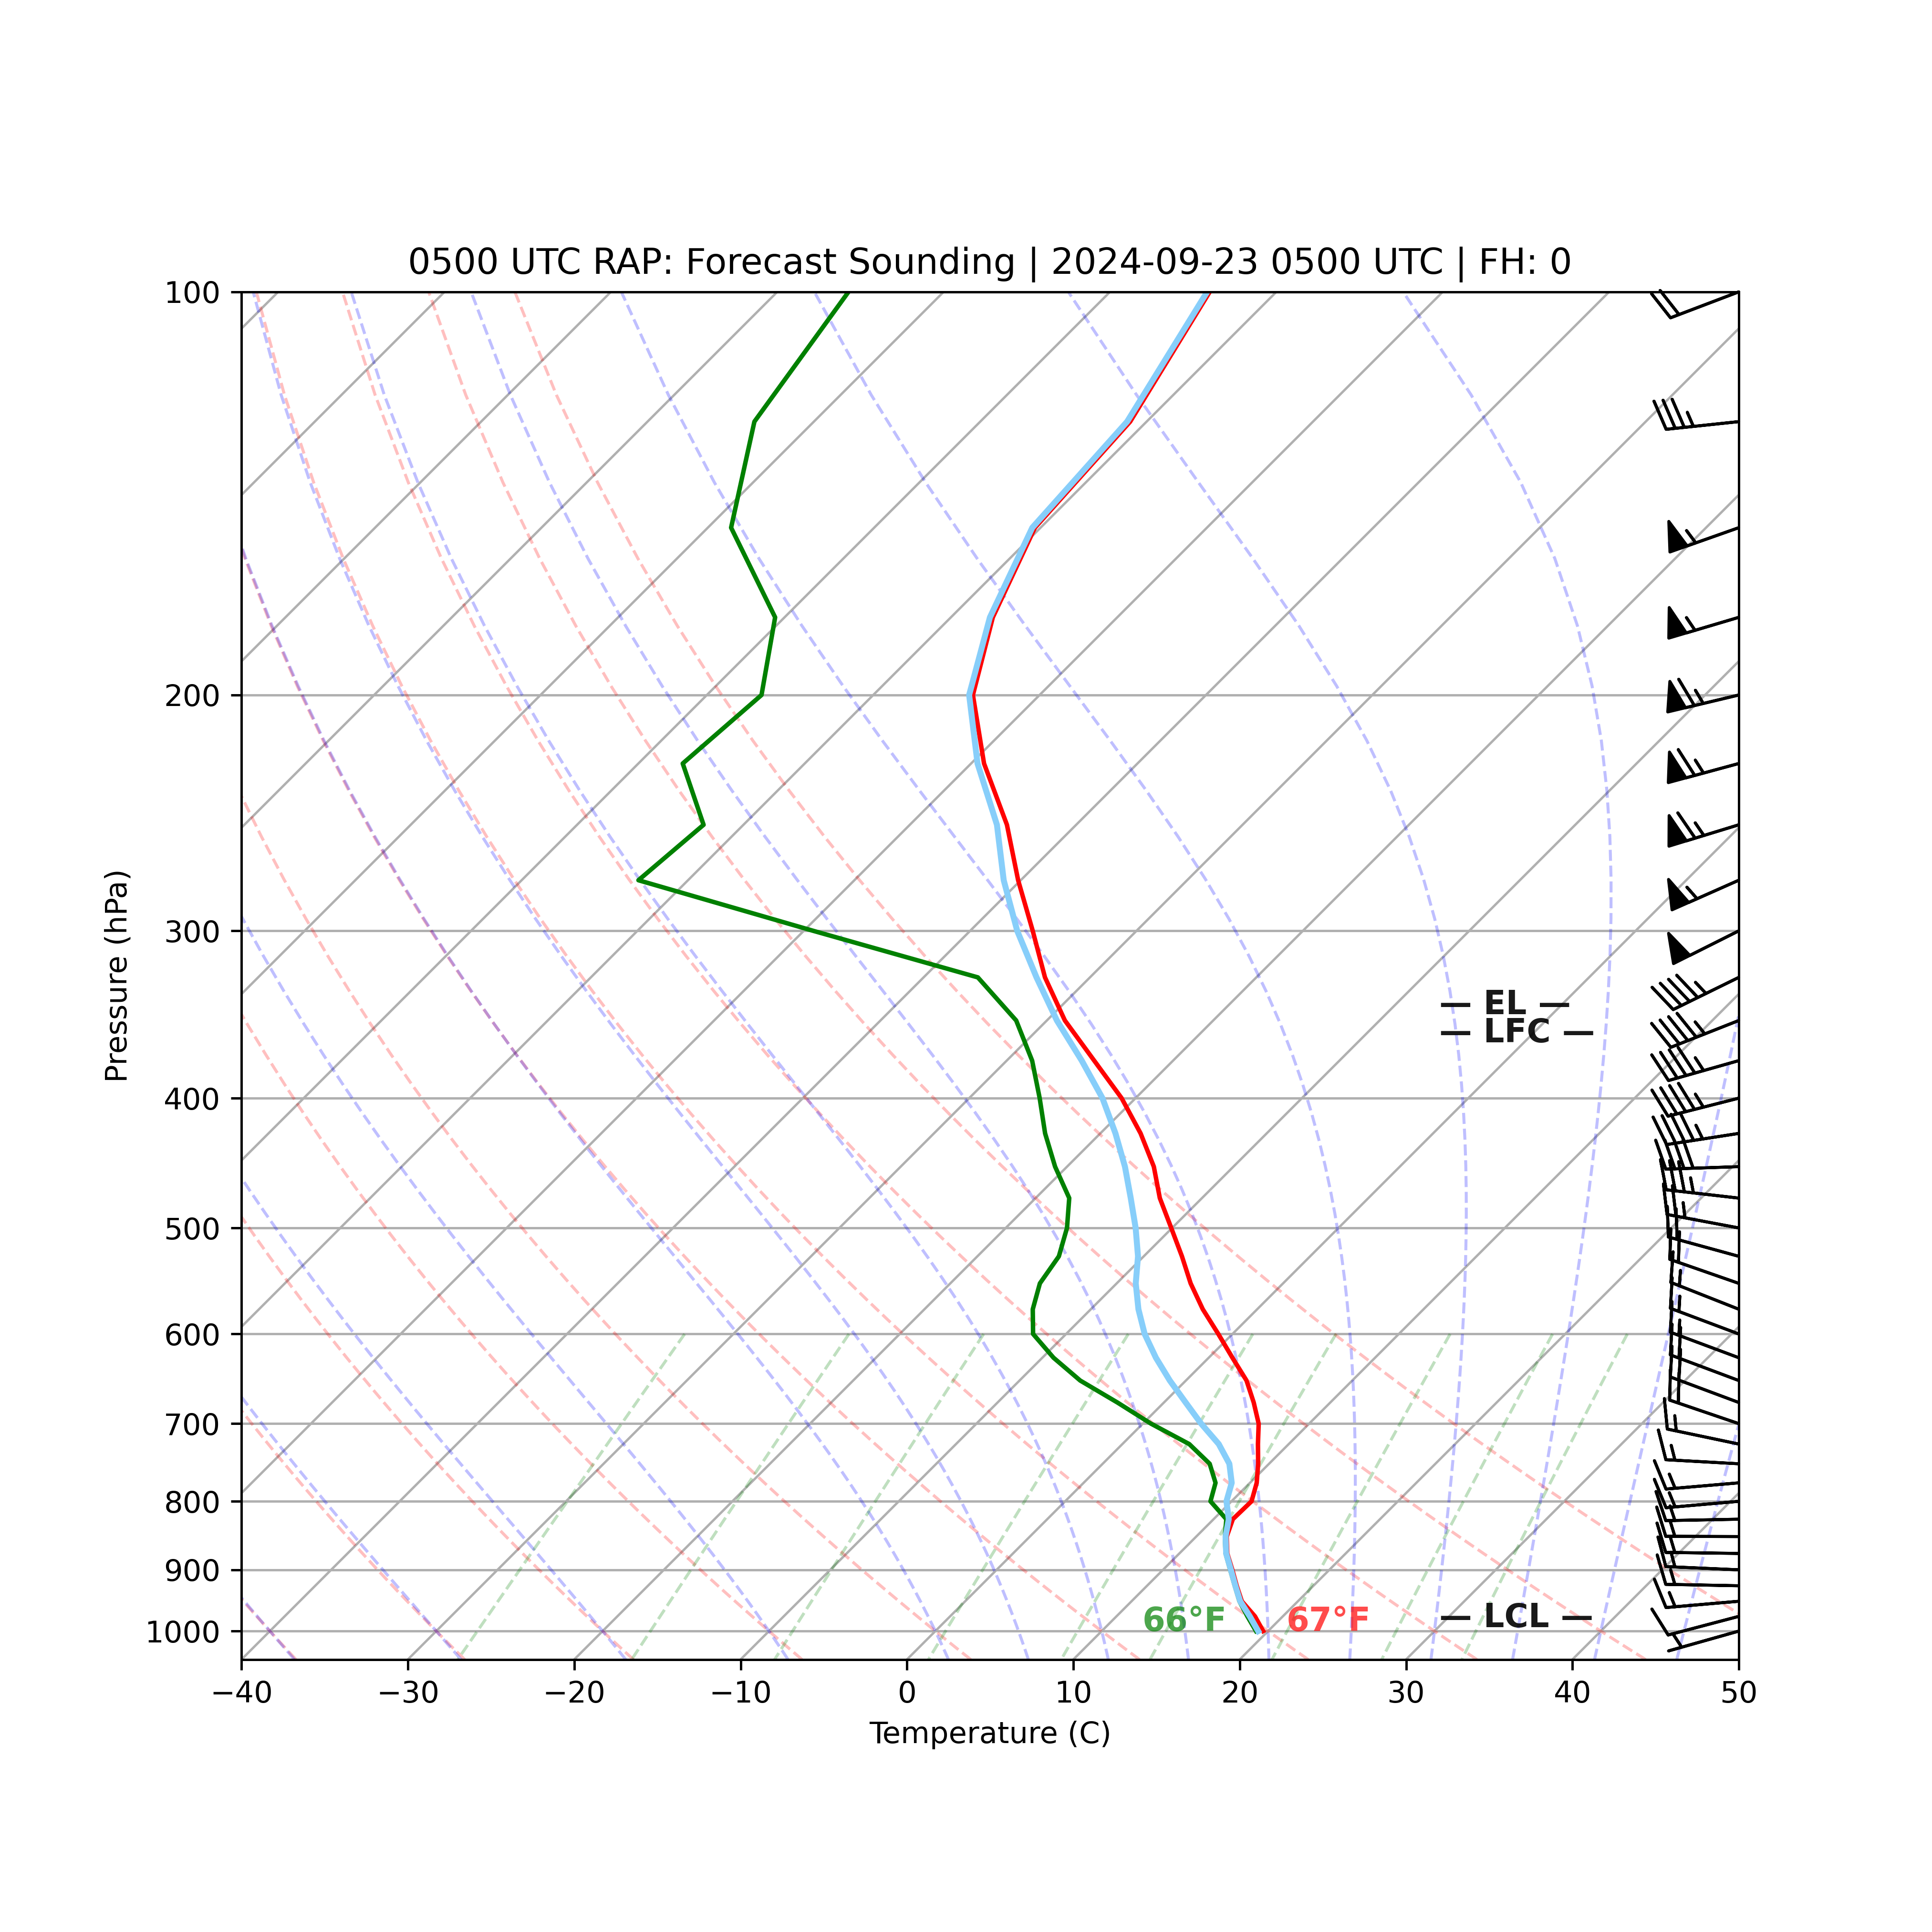 0500 UTC RAP: Forecast Sounding | 2024-09-23 0500 UTC | FH: 0
100
200
300
400
500
600
700
800
900
1000
Pressure (hPa)
— EL —
— LFC —
— LCL —
66°F 67°F
−40 −30 −20 −10 0 10 20 30 40 50
Temperature (C)